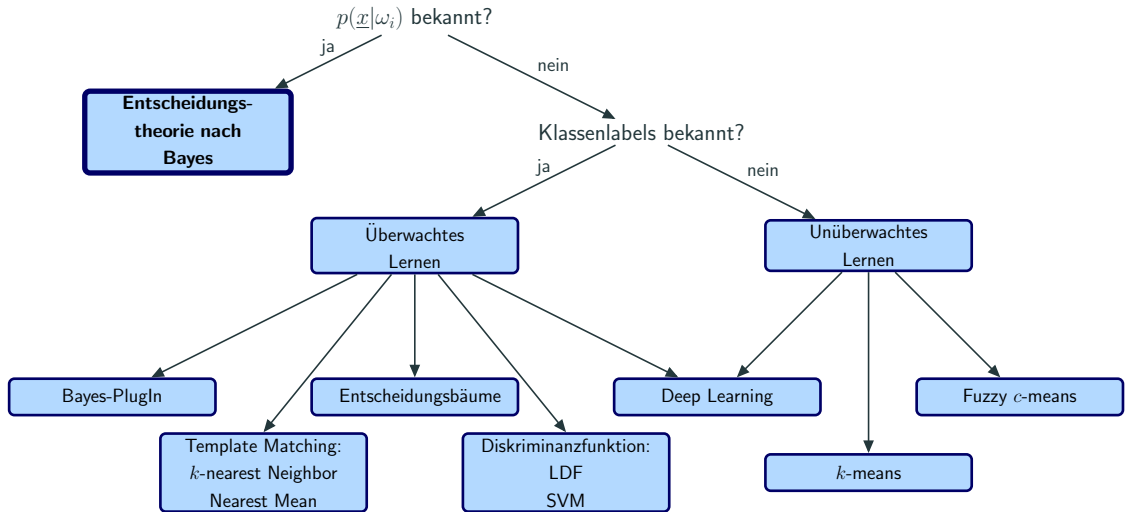 p(x|ω_i) bekannt?
ja
nein
Entscheidungs-
theorie nach
Bayes
Klassenlabels bekannt?
ja
nein
Überwachtes
Lernen
Unüberwachtes
Lernen
Bayes-PlugIn
Entscheidungsbäume
Deep Learning
Fuzzy c-means
Template Matching:
k-nearest Neighbor
Nearest Mean
Diskriminanzfunktion:
LDF
SVM
k-means